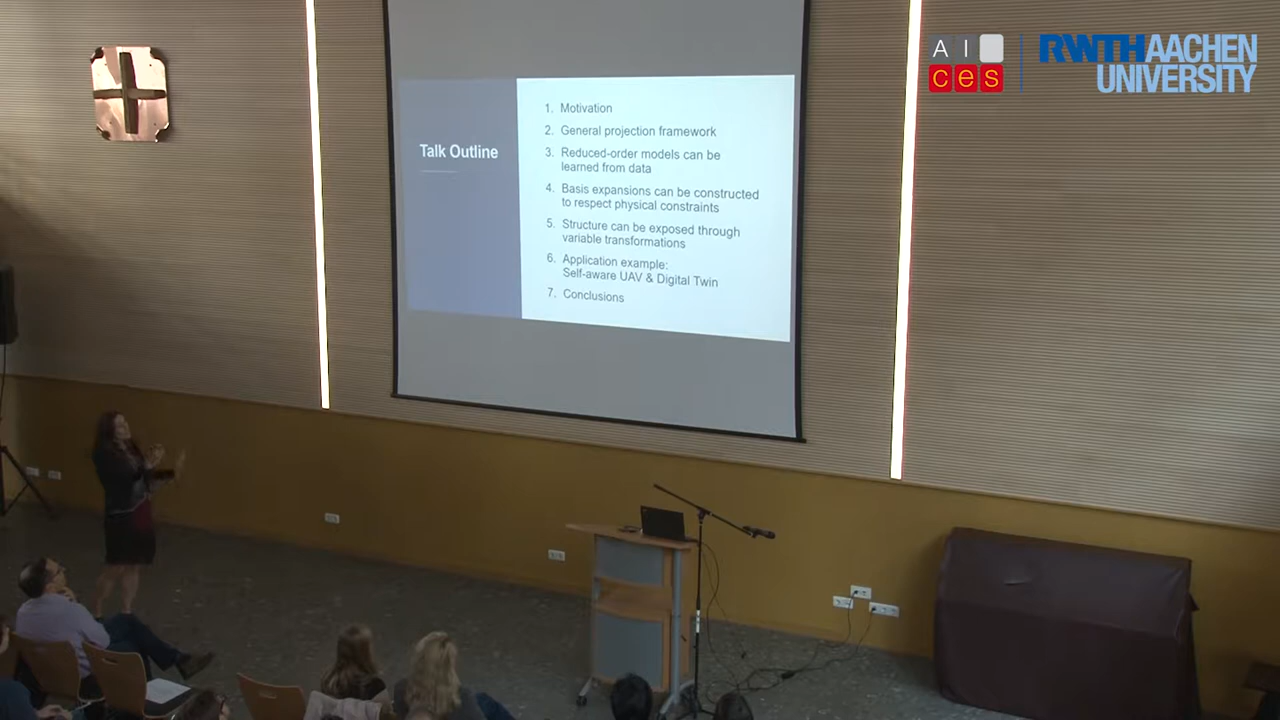 AI
ces
RWTHAACHEN
UNIVERSITY
Talk Outline
1. Motivation
2. General projection framework
3. Reduced-order models can be
learned from data
4. Basis expansions can be constructed
to respect physical constraints
5. Structure can be exposed through
variable transformations
6. Application example:
Self-aware UAV & Digital Twin
7. Conclusions